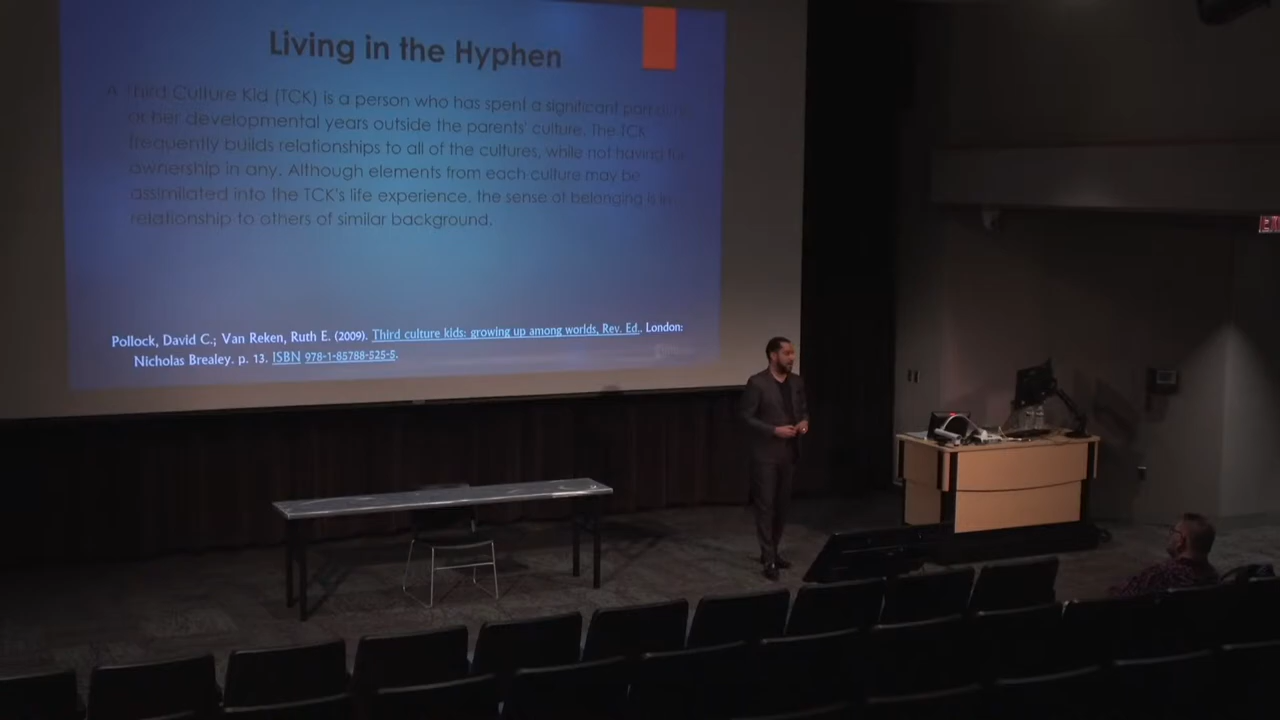 Living in the Hyphen
A Third Culture Kid (TCK) is a person who has spent a significant part
or her developmental years outside the parents' culture. The TCK
frequently builds relationships to all of the cultures, while not having
ownership in any. Although elements from each culture may be
assimilated into the TCK's life experience, the sense of belonging is in
relationship to others of similar background.
Pollock, David C.; Van Reken, Ruth E. (2009). Third culture kids: growing up among worlds, Rev. Ed.. London:
Nicholas Brealey. p. 13. ISBN 978-1-85788-525-5.